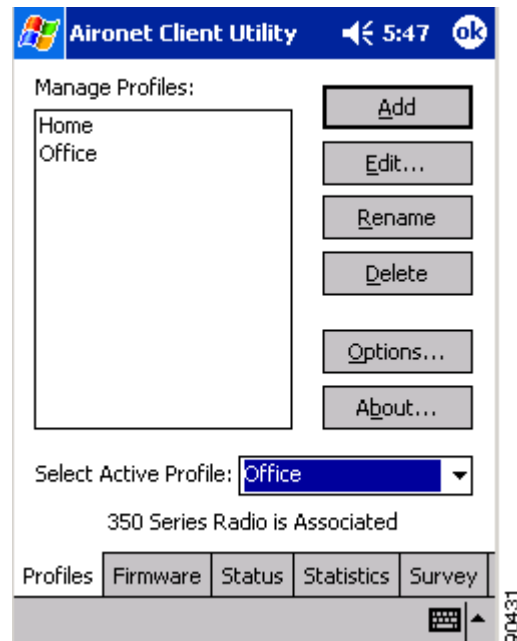 Aironet Client Utility 5:47 ok
Manage Profiles:
Home
Office
Add
Edit...
Rename
Delete
Options...
About...
Select Active Profile: Office
350 Series Radio is Associated
Profiles Firmware Status Statistics Survey
90431